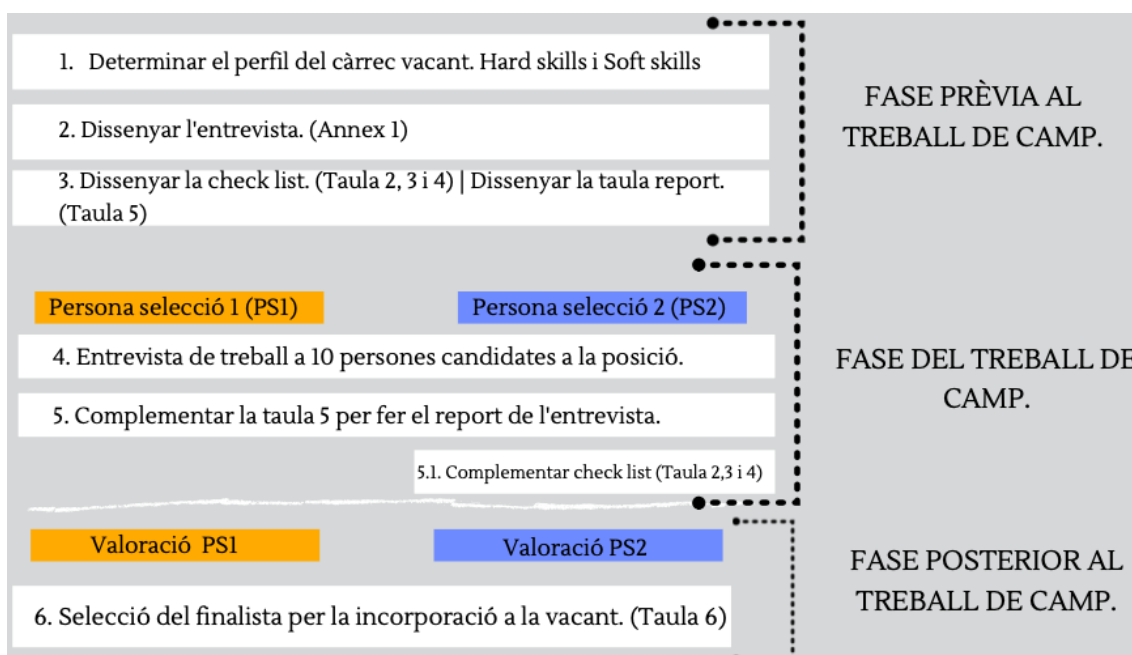 1. Determinar el perfil del càrrec vacant. Hard skills i Soft skills
2. Dissenyar l'entrevista. (Annex 1)
3. Dissenyar la check list. (Taula 2, 3 i 4) | Dissenyar la taula report.
(Taula 5)
FASE PRÈVIA AL
TREBALL DE CAMP.
Persona selecció 1 (PS1)
Persona selecció 2 (PS2)
4. Entrevista de treball a 10 persones candidates a la posició.
5. Complementar la taula 5 per fer el report de l'entrevista.
5.1. Complementar check list (Taula 2,3 i 4)
FASE DEL TREBALL DE
CAMP.
Valoració PS1
Valoració PS2
6. Selecció del finalista per la incorporació a la vacant. (Taula 6)
FASE POSTERIOR AL
TREBALL DE CAMP.